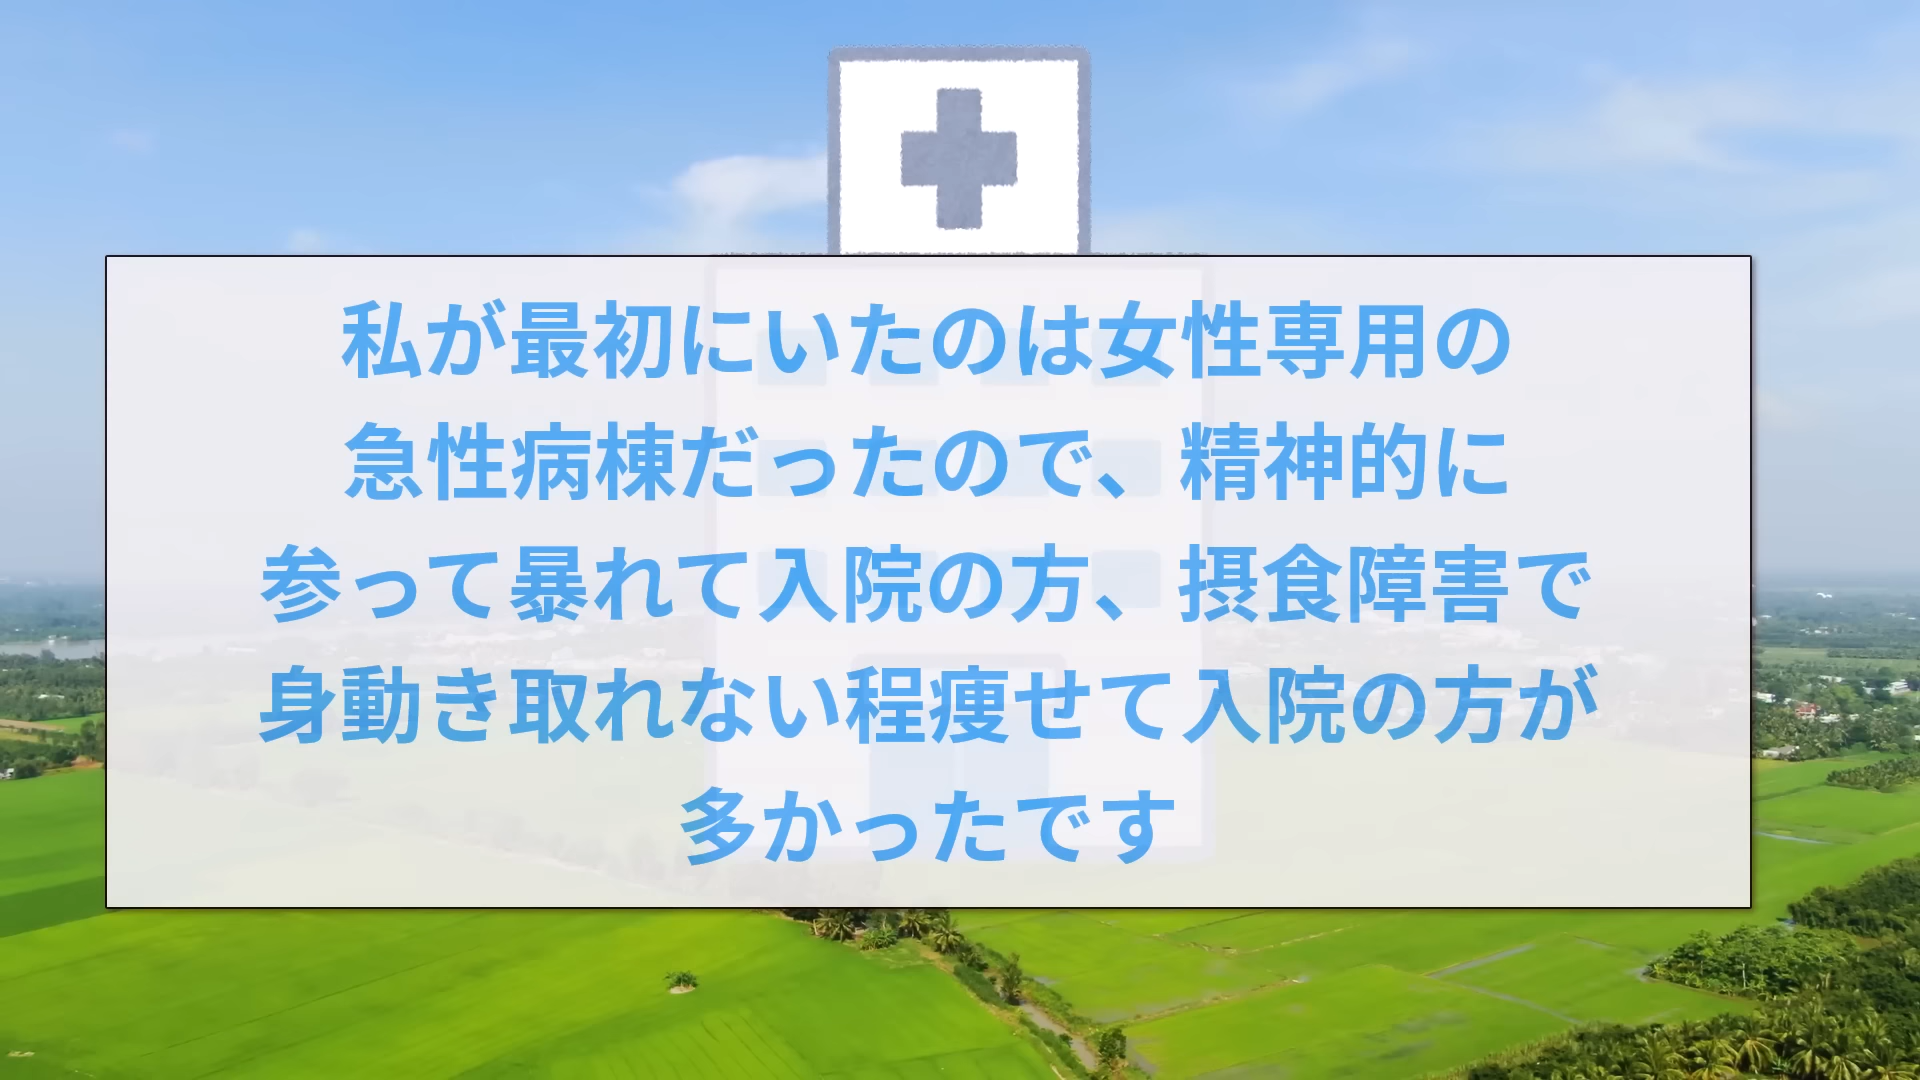 私が最初にいたのは女性専用の
急性病棟だったので、精神的に
参って暴れて入院の方、摂食障害で
身動き取れない程痩せて入院の方が
多かったです